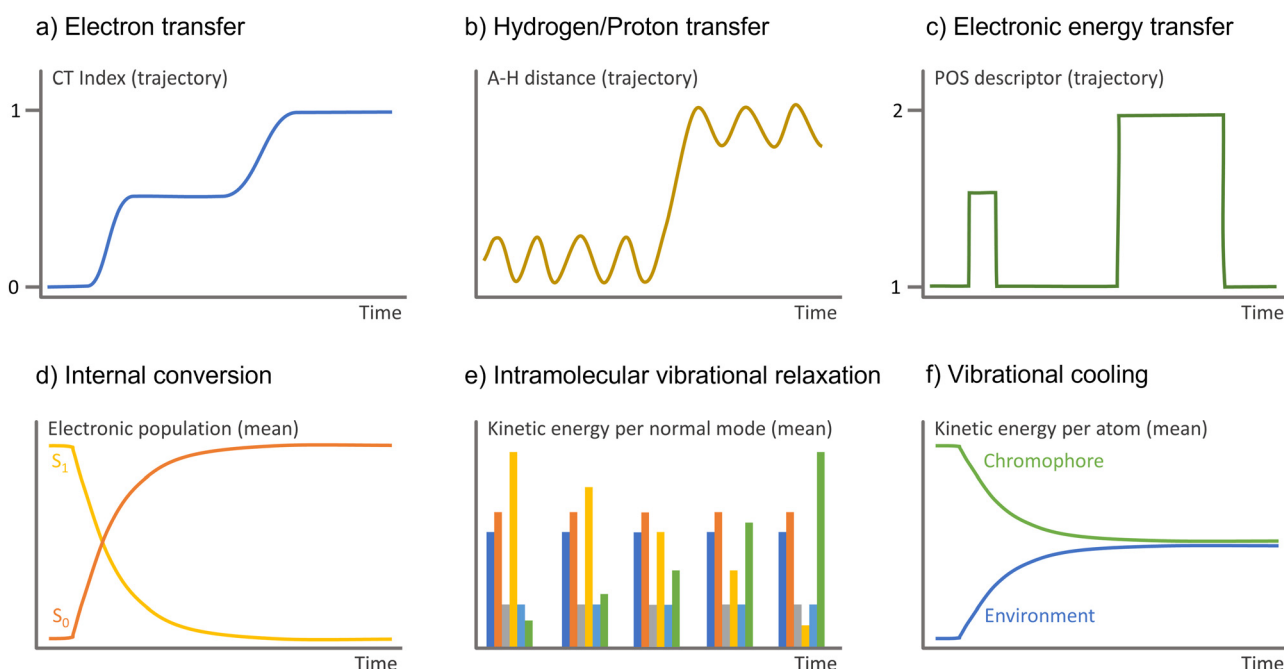 a) Electron transfer
CT Index (trajectory)
1
0
Time
b) Hydrogen/Proton transfer
A-H distance (trajectory)
Time
c) Electronic energy transfer
POS descriptor (trajectory)
2
1
Time
d) Internal conversion
Electronic population (mean)
S1
S0
Time
e) Intramolecular vibrational relaxation
Kinetic energy per normal mode (mean)
Time
f) Vibrational cooling
Kinetic energy per atom (mean)
Chromophore
Environment
Time